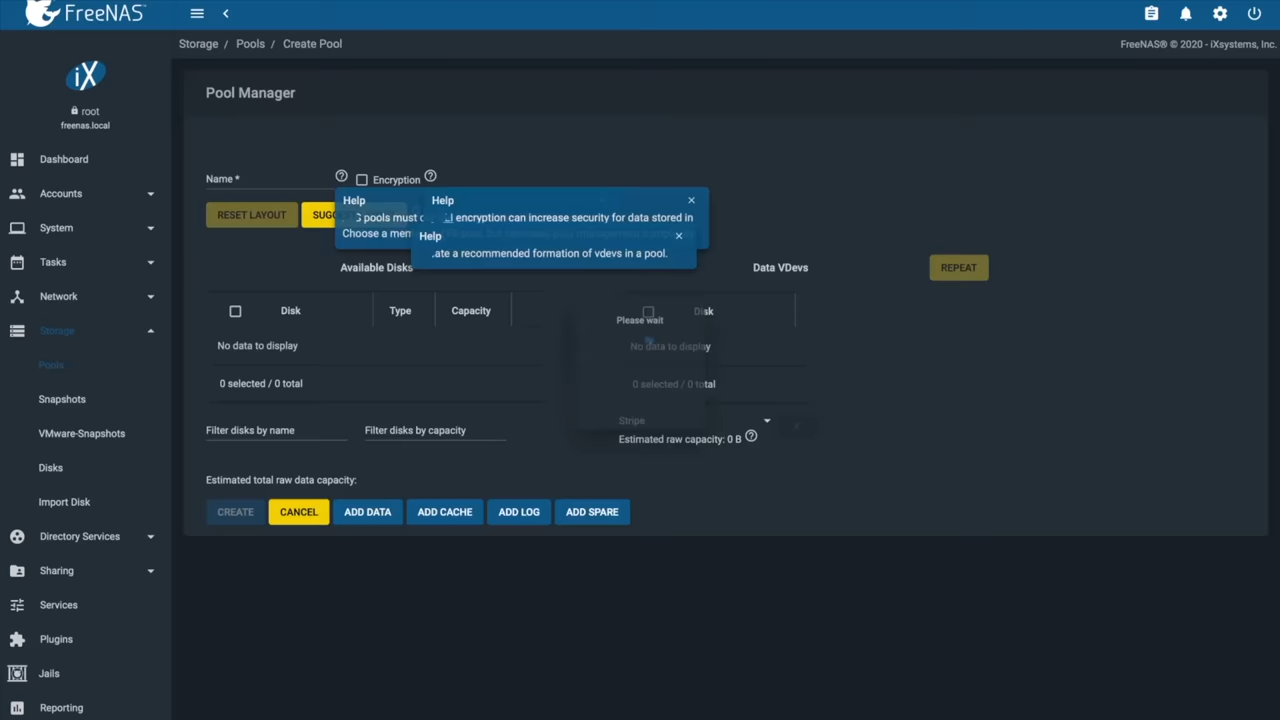 FreeNAS™
Storage / Pools / Create Pool
FreeNAS® © 2020 - iXsystems, Inc.
iX
root
freenas.local
Dashboard
Accounts
System
Tasks
Network
Storage
Pools
Snapshots
VMware-Snapshots
Disks
Import Disk
Directory Services
Sharing
Services
Plugins
Jails
Reporting
Pool Manager
Name *
Encryption
RESET LAYOUT
Help
Help
pools must
encryption can increase security for data stored in
Choose a
Help
a recommended formation of vdevs in a pool.
Available Disks
Data VDevs
REPEAT
Disk Type Capacity
Disk
Please wait
No data to display
No data to display
0 selected / 0 total
0 selected / 0 total
Filter disks by name
Filter disks by capacity
Stripe
Estimated raw capacity: 0 B
Estimated total raw data capacity:
CREATE CANCEL ADD DATA ADD CACHE ADD LOG ADD SPARE